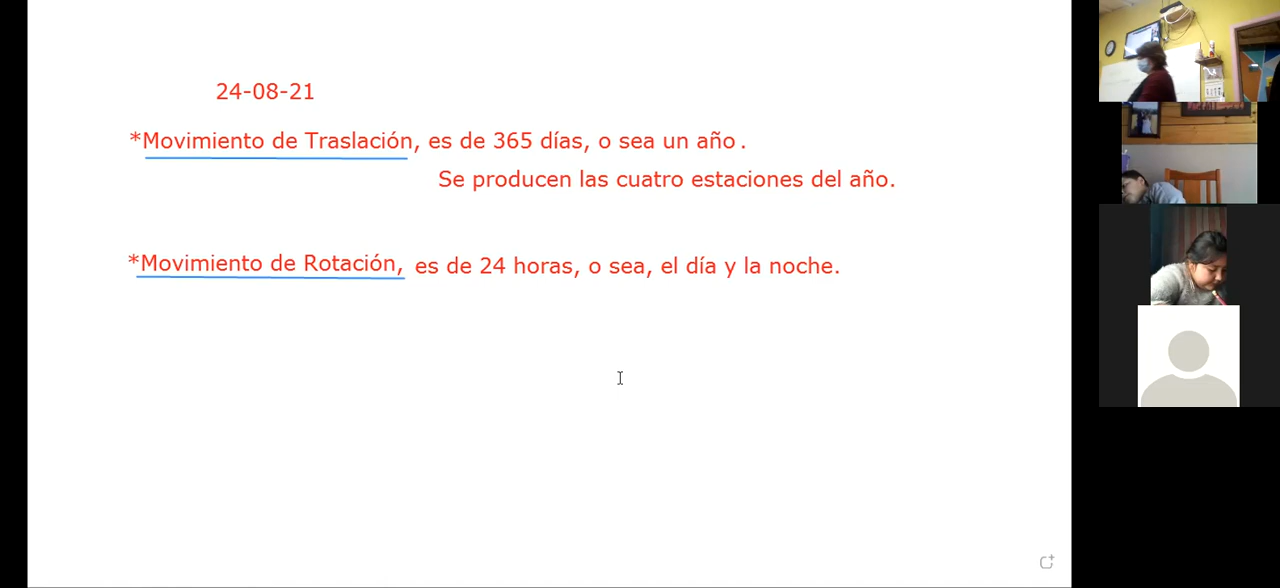 24-08-21
*Movimiento de Traslación, es de 365 días, o sea un año .
Se producen las cuatro estaciones del año.
*Movimiento de Rotación, es de 24 horas, o sea, el día y la noche.